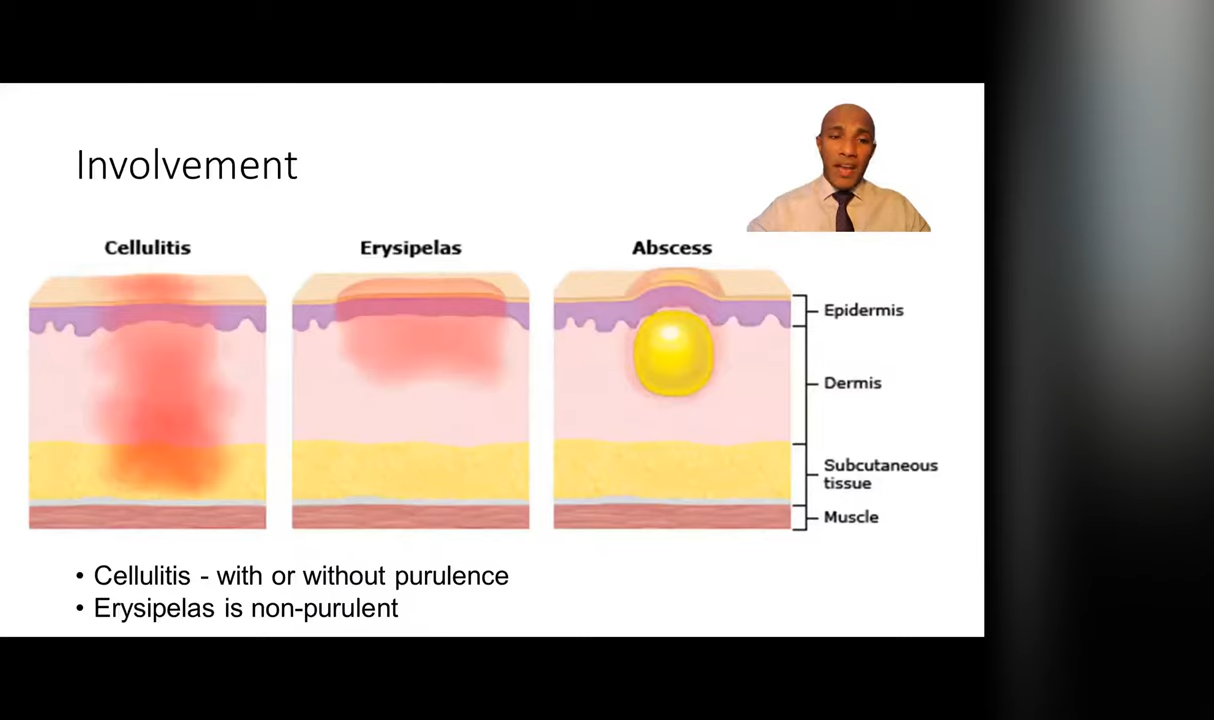 Involvement
Cellulitis
Erysipelas
Abscess
Epidermis
Dermis
Subcutaneous
tissue
Muscle
• Cellulitis - with or without purulence
• Erysipelas is non-purulent